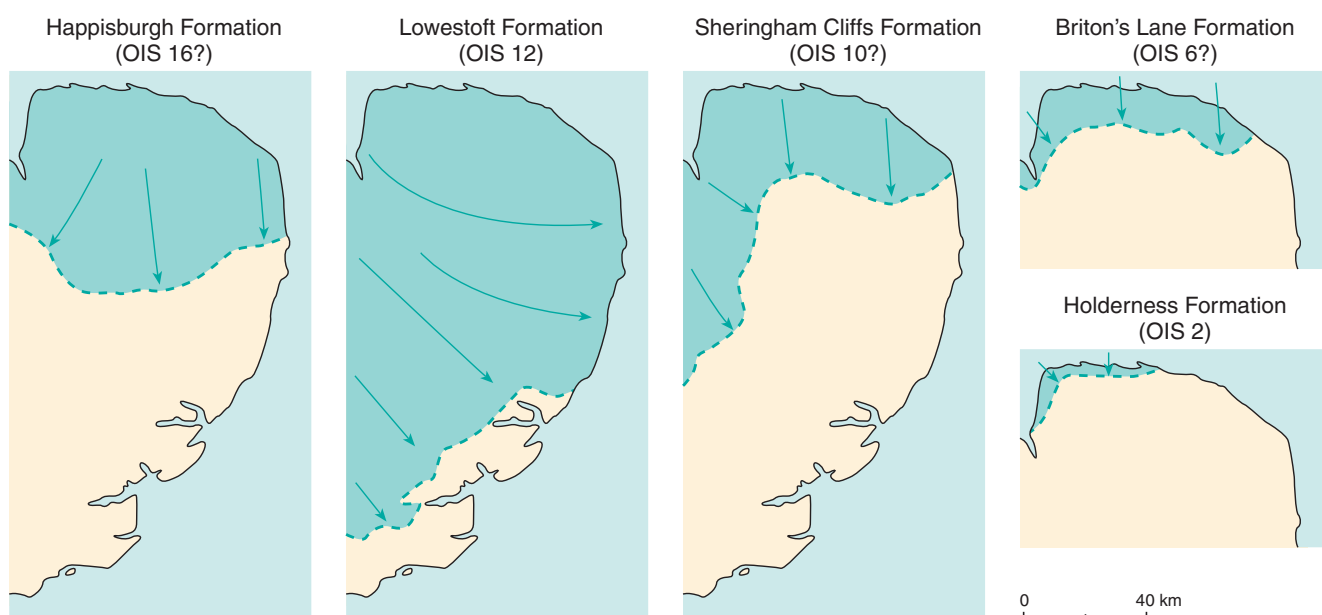 Happisburgh Formation
(OIS 16?)
Lowestoft Formation
(OIS 12)
Sheringham Cliffs Formation
(OIS 10?)
Briton's Lane Formation
(OIS 6?)
Holderness Formation
(OIS 2)
0 40 km